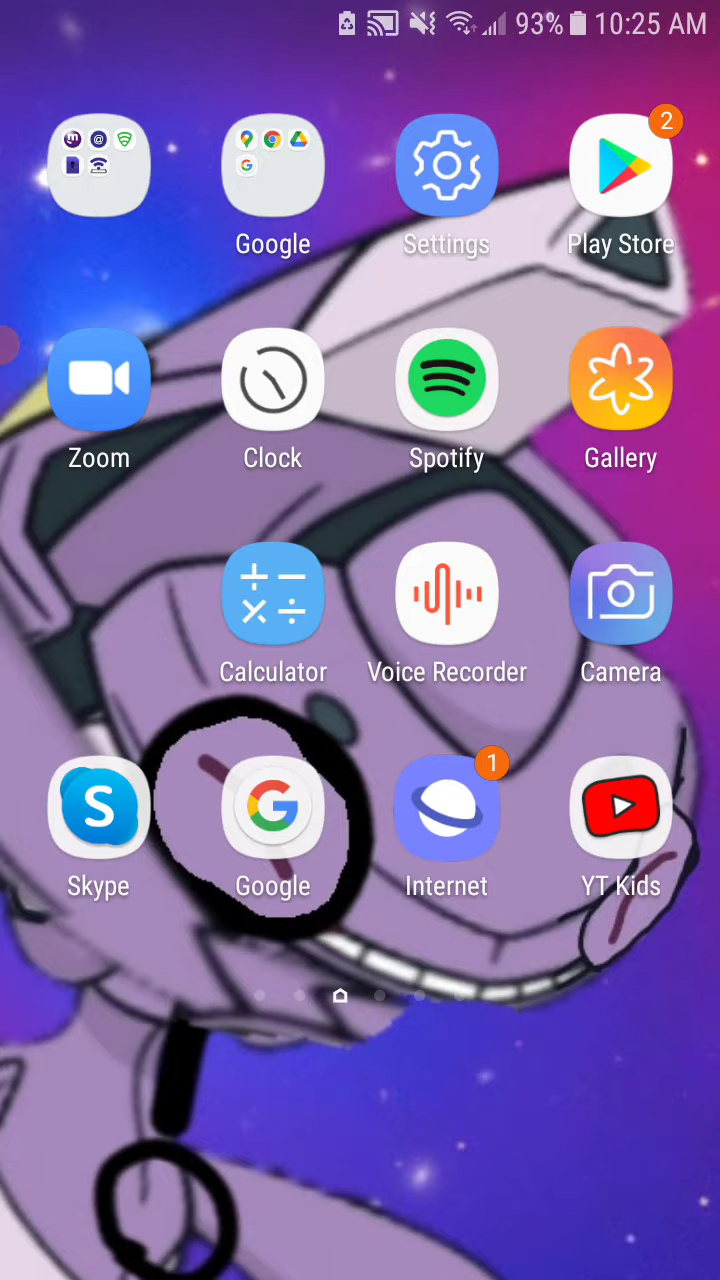 93% 10:25 AM
2
Google Settings Play Store
Zoom Clock Spotify Gallery
Calculator Voice Recorder Camera
1
Skype Google Internet YT Kids